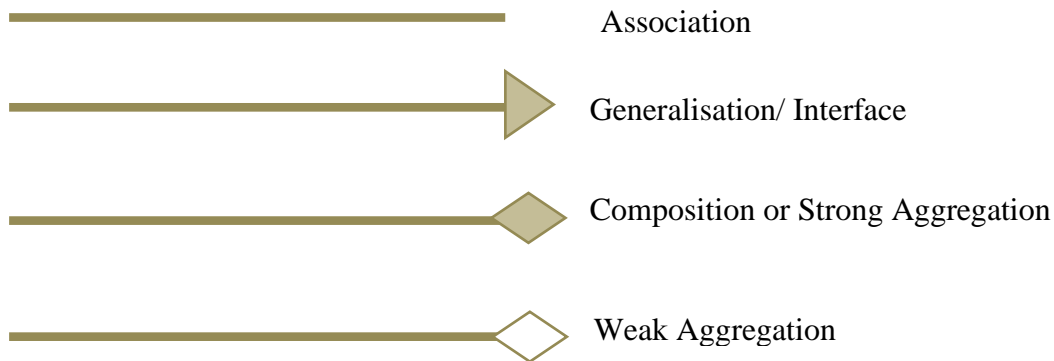 Association
Generalisation/ Interface
Composition or Strong Aggregation
Weak Aggregation